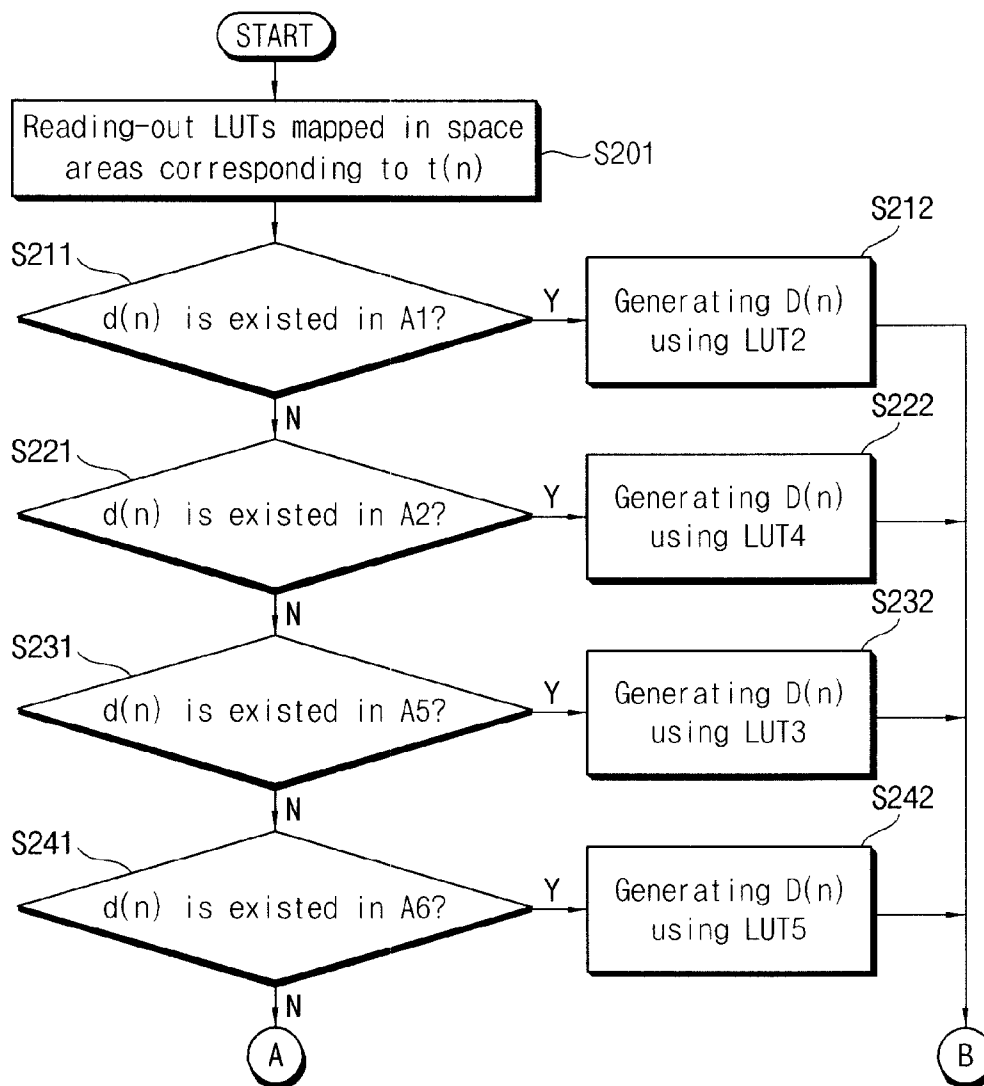 START
Reading-out LUTs mapped in space
areas corresponding to t(n)
S201
S211
d(n) is existed in A1?
Y
S212
Generating D(n)
using LUT2
N
S221
d(n) is existed in A2?
Y
S222
Generating D(n)
using LUT4
N
S231
d(n) is existed in A5?
Y
S232
Generating D(n)
using LUT3
N
S241
d(n) is existed in A6?
Y
S242
Generating D(n)
using LUT5
N
A
B